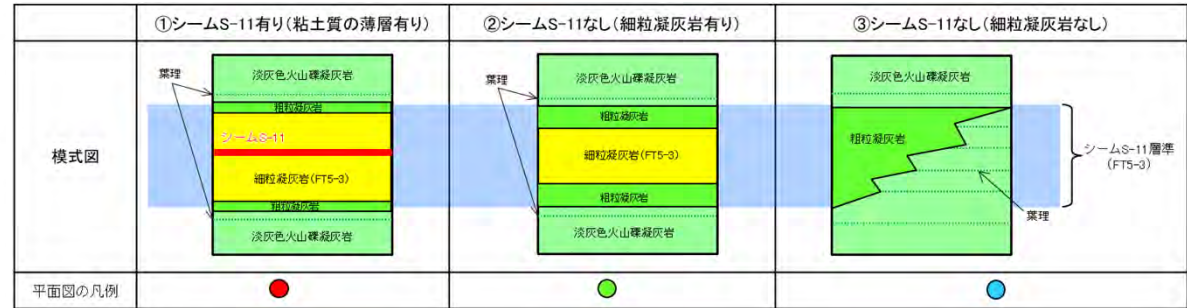 ①シームS-11有り(粘土質の薄層有り)
②シームS-11なし(細粒凝灰岩有り)
③シームS-11なし(細粒凝灰岩なし)
模式図
葉理
淡灰色火山礫凝灰岩
粗粒凝灰岩
シームS-11
細粒凝灰岩(FT5-3)
粗粒凝灰岩
淡灰色火山礫凝灰岩
葉理
淡灰色火山礫凝灰岩
粗粒凝灰岩
細粒凝灰岩(FT5-3)
粗粒凝灰岩
淡灰色火山礫凝灰岩
淡灰色火山礫凝灰岩
粗粒凝灰岩
葉理
シームS-11層準
(FT5-3)
平面図の凡例